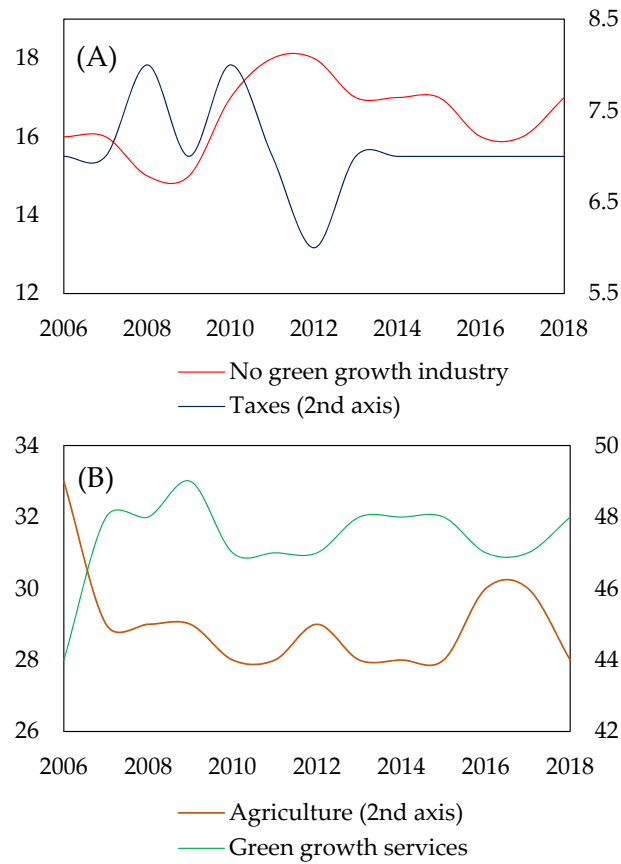 8.5
(A)
18
7.5
16
6.5
14
12
5.5
2006 2008 2010 2012 2014 2016 2018
No green growth industry
Taxes (2nd axis)
34 50
(B)
32 48
30 46
28 44
26 42
2006 2008 2010 2012 2014 2016 2018
Agriculture (2nd axis)
Green growth services